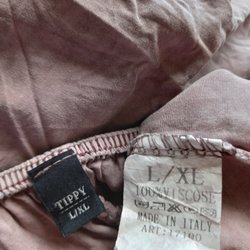 TIPPY
L/XL
L/XL
100%VISCOSE
MADE IN ITALY
ART:17100